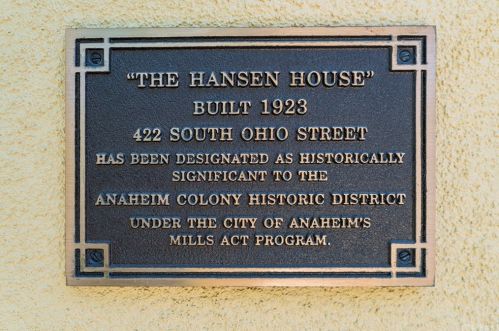 "THE HANSEN HOUSE"
BUILT 1923
422 SOUTH OHIO STREET
HAS BEEN DESIGNATED AS HISTORICALLY
SIGNIFICANT TO THE
ANAHEIM COLONY HISTORIC DISTRICT
UNDER THE CITY OF ANAHEIM'S
MILLS ACT PROGRAM.